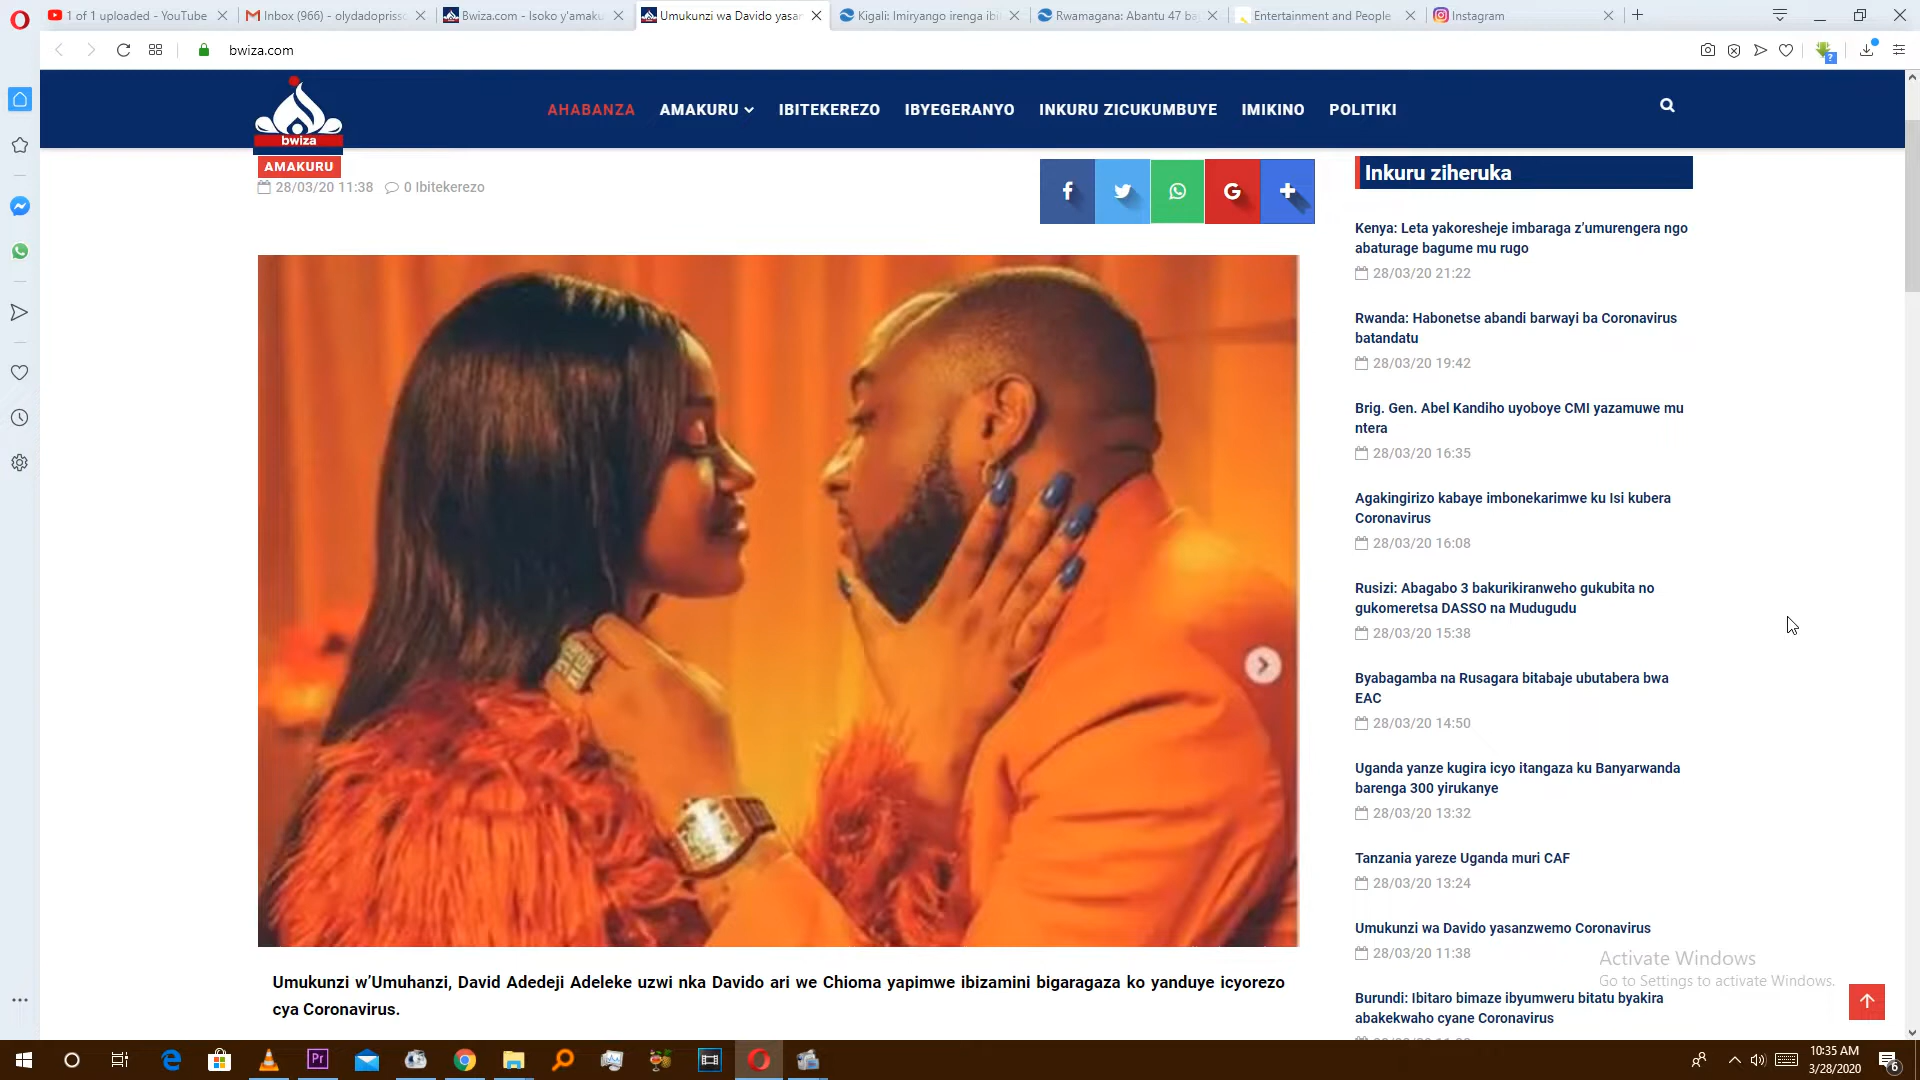 1 of 1 uploaded - YouTube
Inbox (966) - olydadoprisso
Bwiza.com - Isoko y'amaku
Umukunzi wa Davido yasan
Kigali: Imiryango irenga ibi
Rwamagana: Abantu 47 ba
Entertainment and People
Instagram
bwiza.com
bwiza
AHABANZA
AMAKURU
IBITEKEREZO
IBYEGERANYO
INKURU ZICUKUMBUYE
IMIKINO
POLITIKI
AMAKURU
28/03/20 11:38
0 Ibitekerezo
Umukunzi w’Umuhanzi, David Adedeji Adeleke uzwi nka Davido ari we Chioma yapimwe ibizamini bigaragaza ko yanduye icyorezo
cya Coronavirus.
Inkuru ziheruka
Kenya: Leta yakoresheje imbaraga z’umurengera ngo
abaturage bagume mu rugo
28/03/20 21:22
Rwanda: Habonetse abandi barwayi ba Coronavirus
batandatu
28/03/20 19:42
Brig. Gen. Abel Kandiho uyoboye CMI yazamuwe mu
ntera
28/03/20 16:35
Agakingirizo kabaye imbonekarimwe ku Isi kubera
Coronavirus
28/03/20 16:08
Rusizi: Abagabo 3 bakurikiranweho gukubita no
gukomeretsa DASSO na Mudugudu
28/03/20 15:38
Byabagamba na Rusagara bitabaje ubutabera bwa
EAC
28/03/20 14:50
Uganda yanze kugira icyo itangaza ku Banyarwanda
barenga 300 yirukanye
28/03/20 13:32
Tanzania yareze Uganda muri CAF
28/03/20 13:24
Umukunzi wa Davido yasanzwemo Coronavirus
28/03/20 11:38
Burundi: Ibitaro bimaze ibyumweru bitatu byakira
abakekwaho cyane Coronavirus
Activate Windows
Go to Settings to activate Windows.
10:35 AM
3/28/2020
6